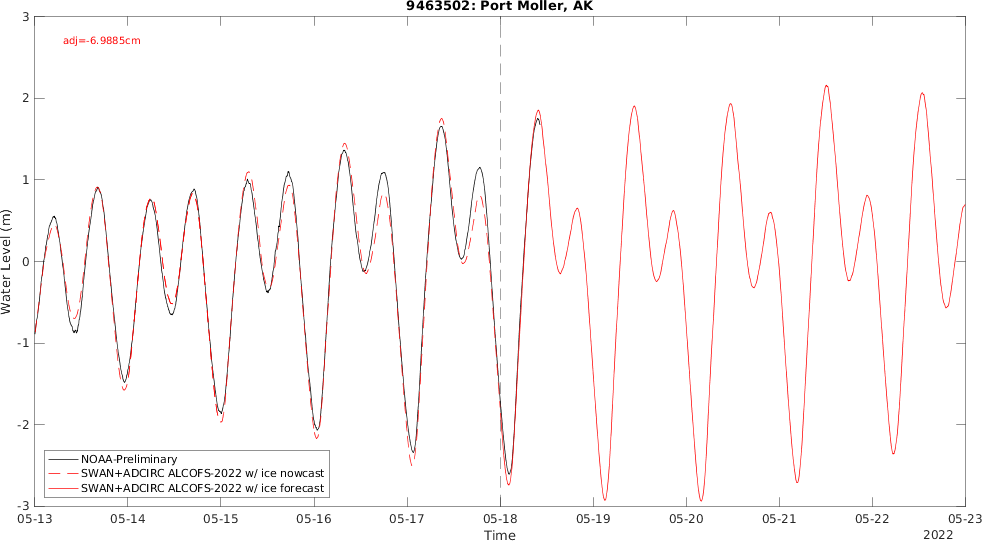 9463502: Port Moller, AK
adj=-6.9885cm
3
2
1
0
-1
-2
-3
Water Level (m)
NOAA-Preliminary
SWAN+ADCIRC ALCOFS-2022 w/ ice nowcast
SWAN+ADCIRC ALCOFS-2022 w/ ice forecast
05-13 05-14 05-15 05-16 05-17 05-18 05-19 05-20 05-21 05-22 05-23
Time
2022